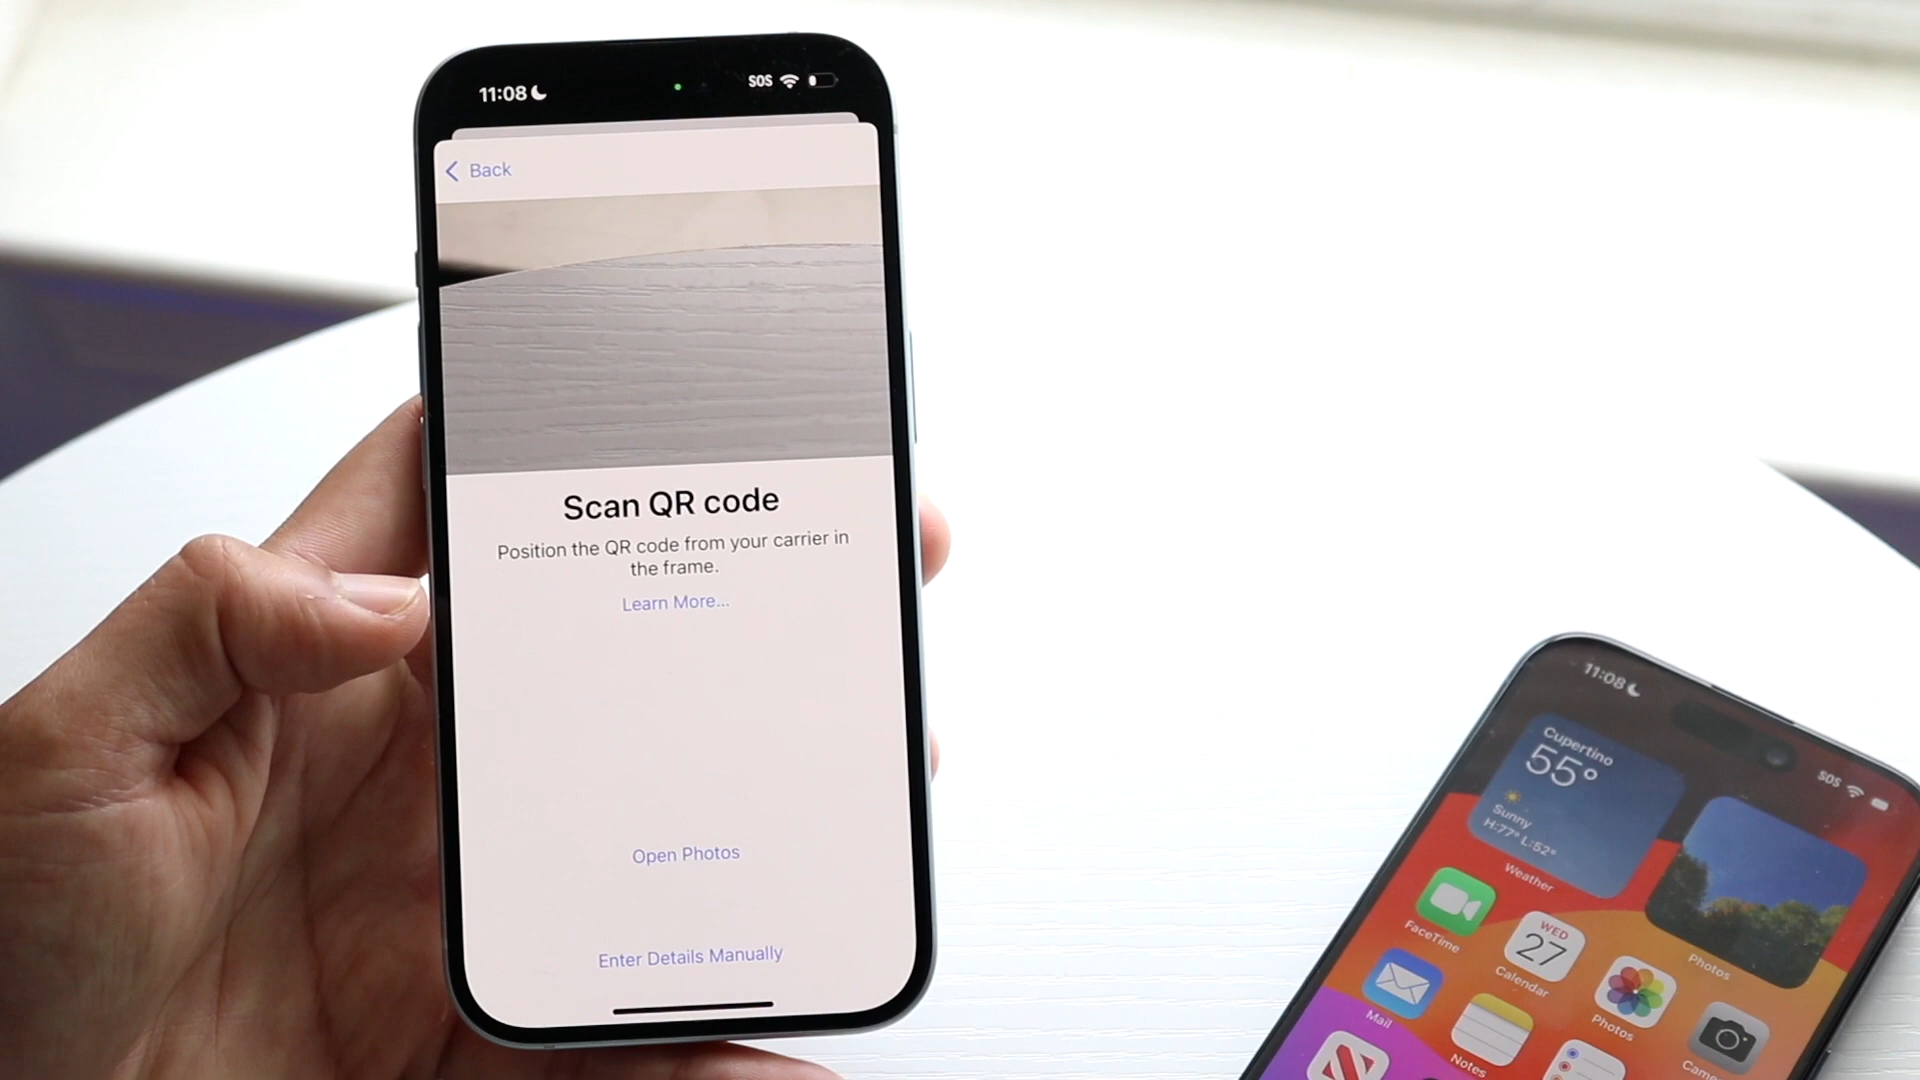 11:08
SOS
Back
Scan QR code
Position the QR code from your carrier in
the frame.
Learn More...
Open Photos
Enter Details Manually
11:08
SOS
Cupertino
55°
Sunny
H:77° L:52°
Weather
Photos
FaceTime
WED
27
Calendar
Photos
Mail
Notes
Came